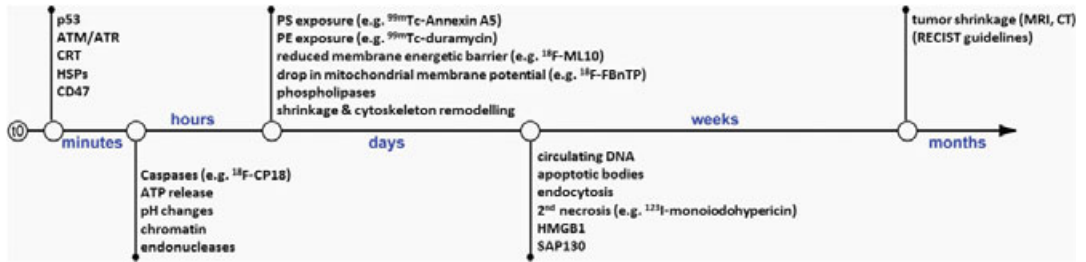 p53
ATM/ATR
CRT
HSPs
CD47
PS exposure (e.g. ⁹⁹ᵐTc-Annexin A5)
PE exposure (e.g. ⁹⁹ᵐTc-duramycin)
reduced membrane energetic barrier (e.g. ¹⁸F-ML10)
drop in mitochondrial membrane potential (e.g. ¹⁸F-FBnTP)
phospholipases
shrinkage & cytoskeleton remodelling
tumor shrinkage (MRI, CT)
(RECIST guidelines)
t0
minutes
hours
days
weeks
months
Caspases (e.g. ¹⁸F-CP18)
ATP release
pH changes
chromatin
endonucleases
circulating DNA
apoptotic bodies
endocytosis
2ⁿᵈ necrosis (e.g. ¹²³I-monoiodohypericin)
HMGB1
SAP130